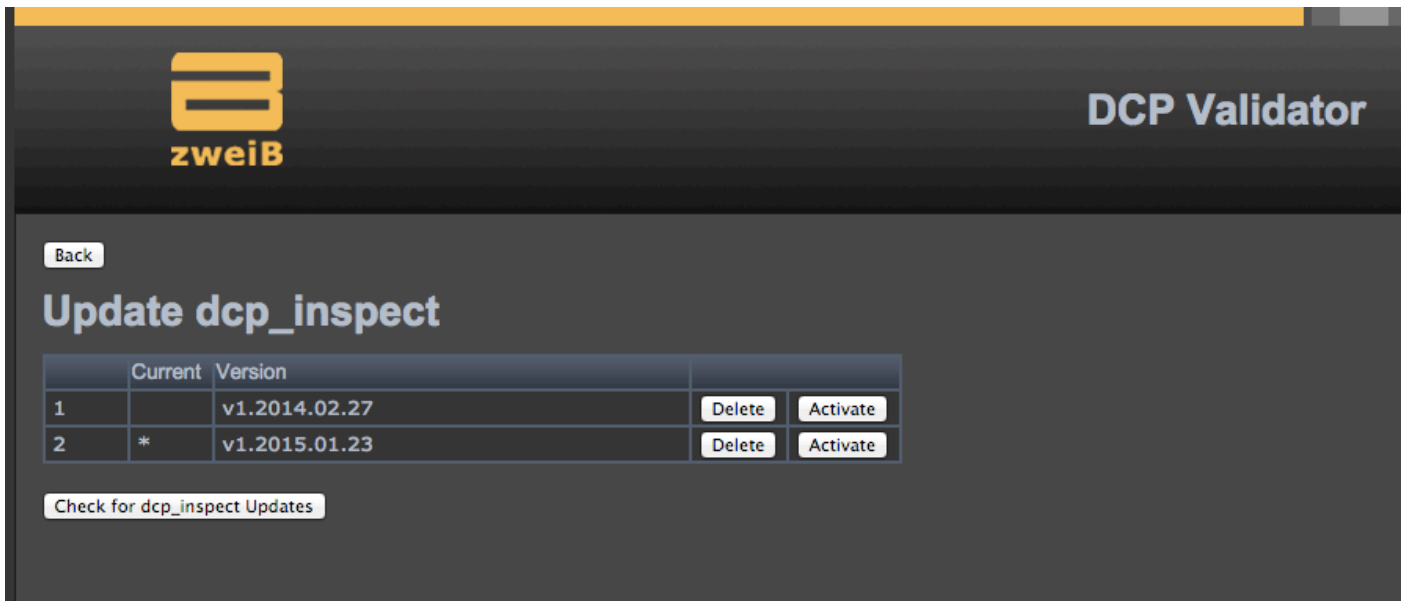 zweiB
DCP Validator
Back
Update dcp_inspect
Current Version
1 v1.2014.02.27 Delete Activate
2 * v1.2015.01.23 Delete Activate
Check for dcp_inspect Updates